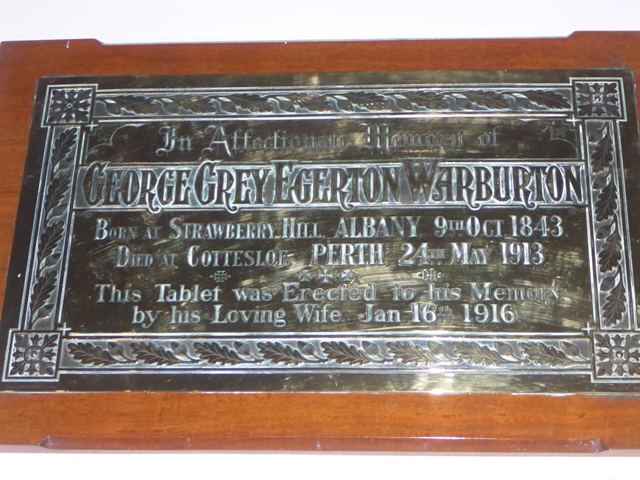 In Affectionate Memory of
GEORGE GREY EGERTON WARBURTON
BORN AT STRAWBERRY HILL, ALBANY 9TH OCT 1843.
DIED AT COTTESLOE, PERTH 24TH MAY 1913.
This Tablet was Erected to his Memory
by his Loving Wife, Jan 16th 1916.